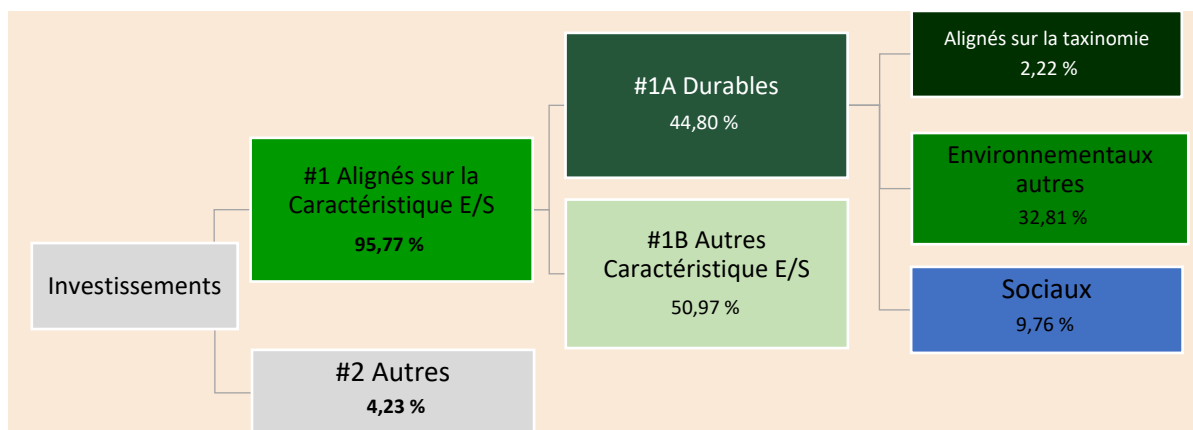 Investissements
#1 Alignés sur la
Caractéristique E/S
95,77 %
#2 Autres
4,23 %
#1A Durables
44,80 %
#1B Autres
Caractéristique E/S
50,97 %
Alignés sur la taxinomie
2,22 %
Environnementaux
autres
32,81 %
Sociaux
9,76 %